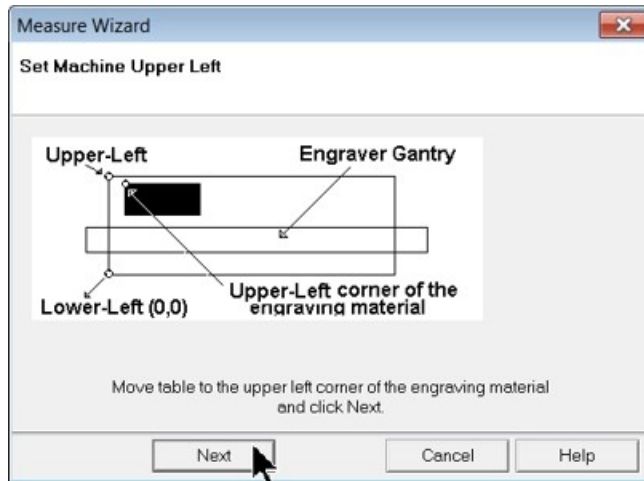 Measure Wizard
Set Machine Upper Left
Upper-Left
Engraver Gantry
Lower-Left (0,0)
Upper-Left corner of the
engraving material
Move table to the upper left corner of the engraving material
and click Next.
Next
Cancel
Help